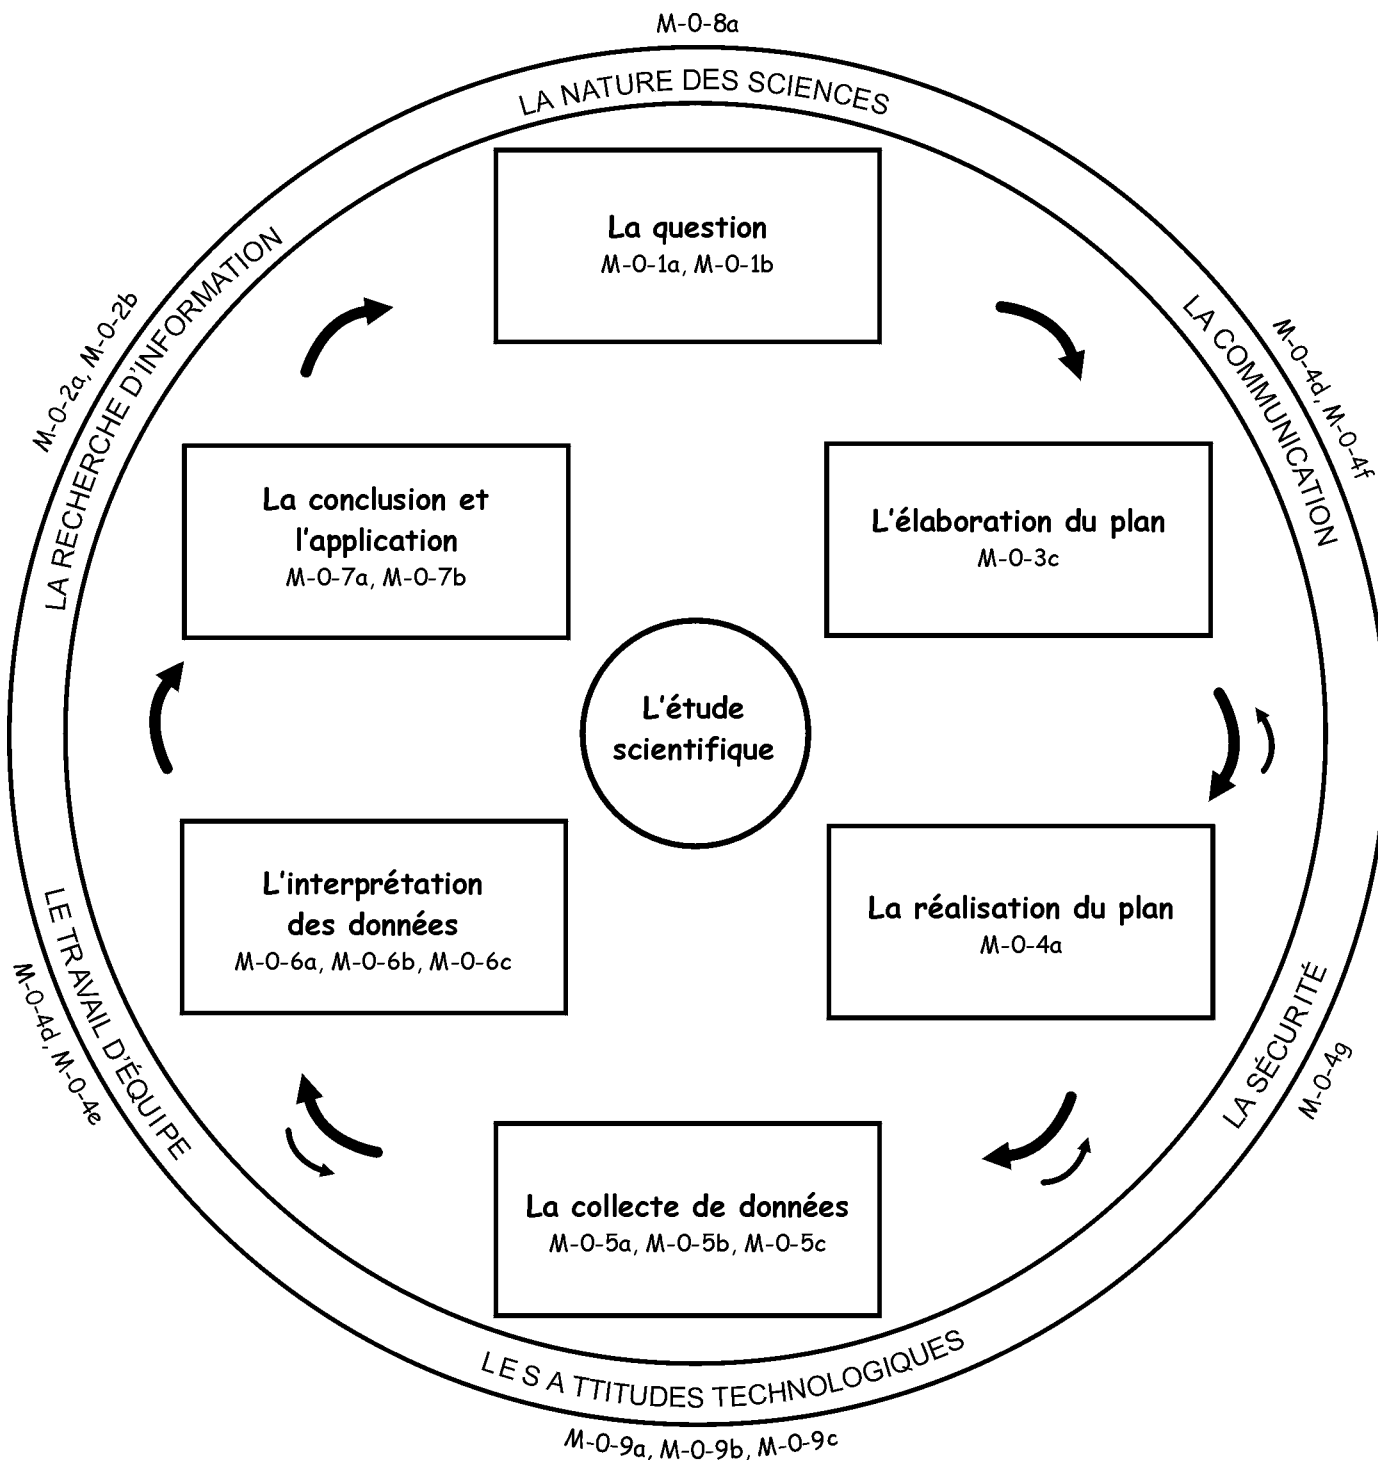 M-0-8a
LA NATURE DES SCIENCES
La question
M-0-1a, M-0-1b
LA RECHERCHE D'INFORMATION
M-0-2a, M-0-2b
LA COMMUNICATION
M-0-4d, M-0-4f
La conclusion et
l'application
M-0-7a, M-0-7b
L'élaboration du plan
M-0-3c
L'étude
scientifique
L'interprétation
des données
M-0-6a, M-0-6b, M-0-6c
La réalisation du plan
M-0-4a
LE TRAVAIL D'ÉQUIPE
M-0-4d, M-0-4e
LA SÉCURITÉ
M-0-4g
La collecte de données
M-0-5a, M-0-5b, M-0-5c
LES ATTITUDES TECHNOLOGIQUES
M-0-9a, M-0-9b, M-0-9c